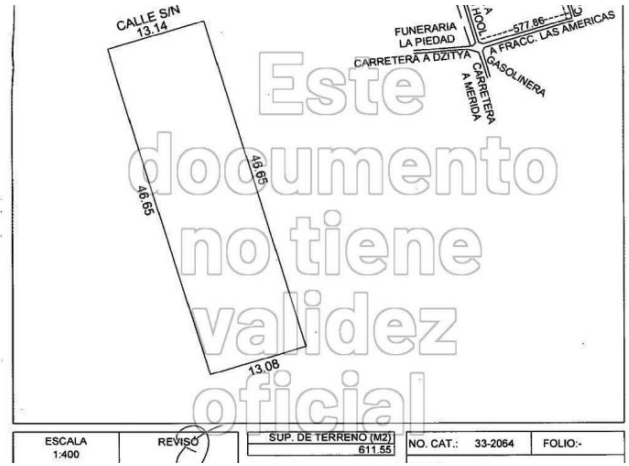 CALLE S/N
13.14
46.65
46.65
13.08
FUNERARIA
LA PIEDAD
CARRETERA A DZITYA
577.86
A FRACC. LAS AMERICAS
GASOLINERA
CARRETERA
A MERIDA
Este
documento
no tiene
validez
oficial
ESCALA
1:400
REVISÓ
SUP. DE TERRENO (M2)
611.55
NO. CAT.: 33-2064
FOLIO:-